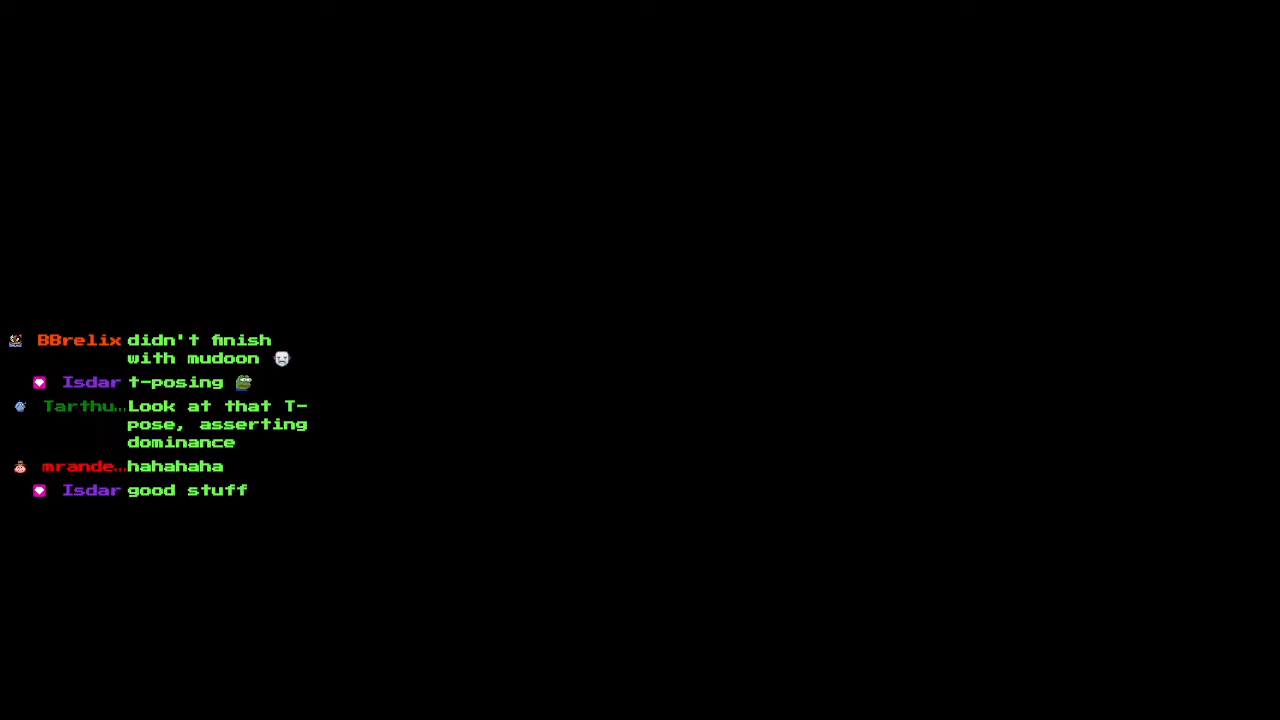 BBrelix didn't finish
with mudoon
Isdar t-posing
Tarthu… Look at that T-
pose, asserting
dominance
mrande… hahahaha
Isdar good stuff